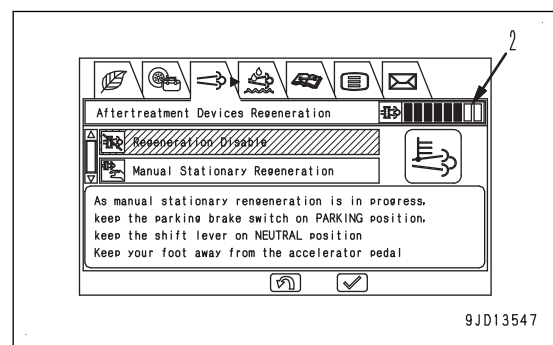 2
Aftertreatment Devices Regeneration
Regeneration Disable
Manual Stationary Regeneration
As manual stationary rengeneration is in progress,
keep the parking brake switch on PARKING position,
keep the shift lever on NEUTRAL position
Keep your foot away from the accelerator pedal
9JD13547